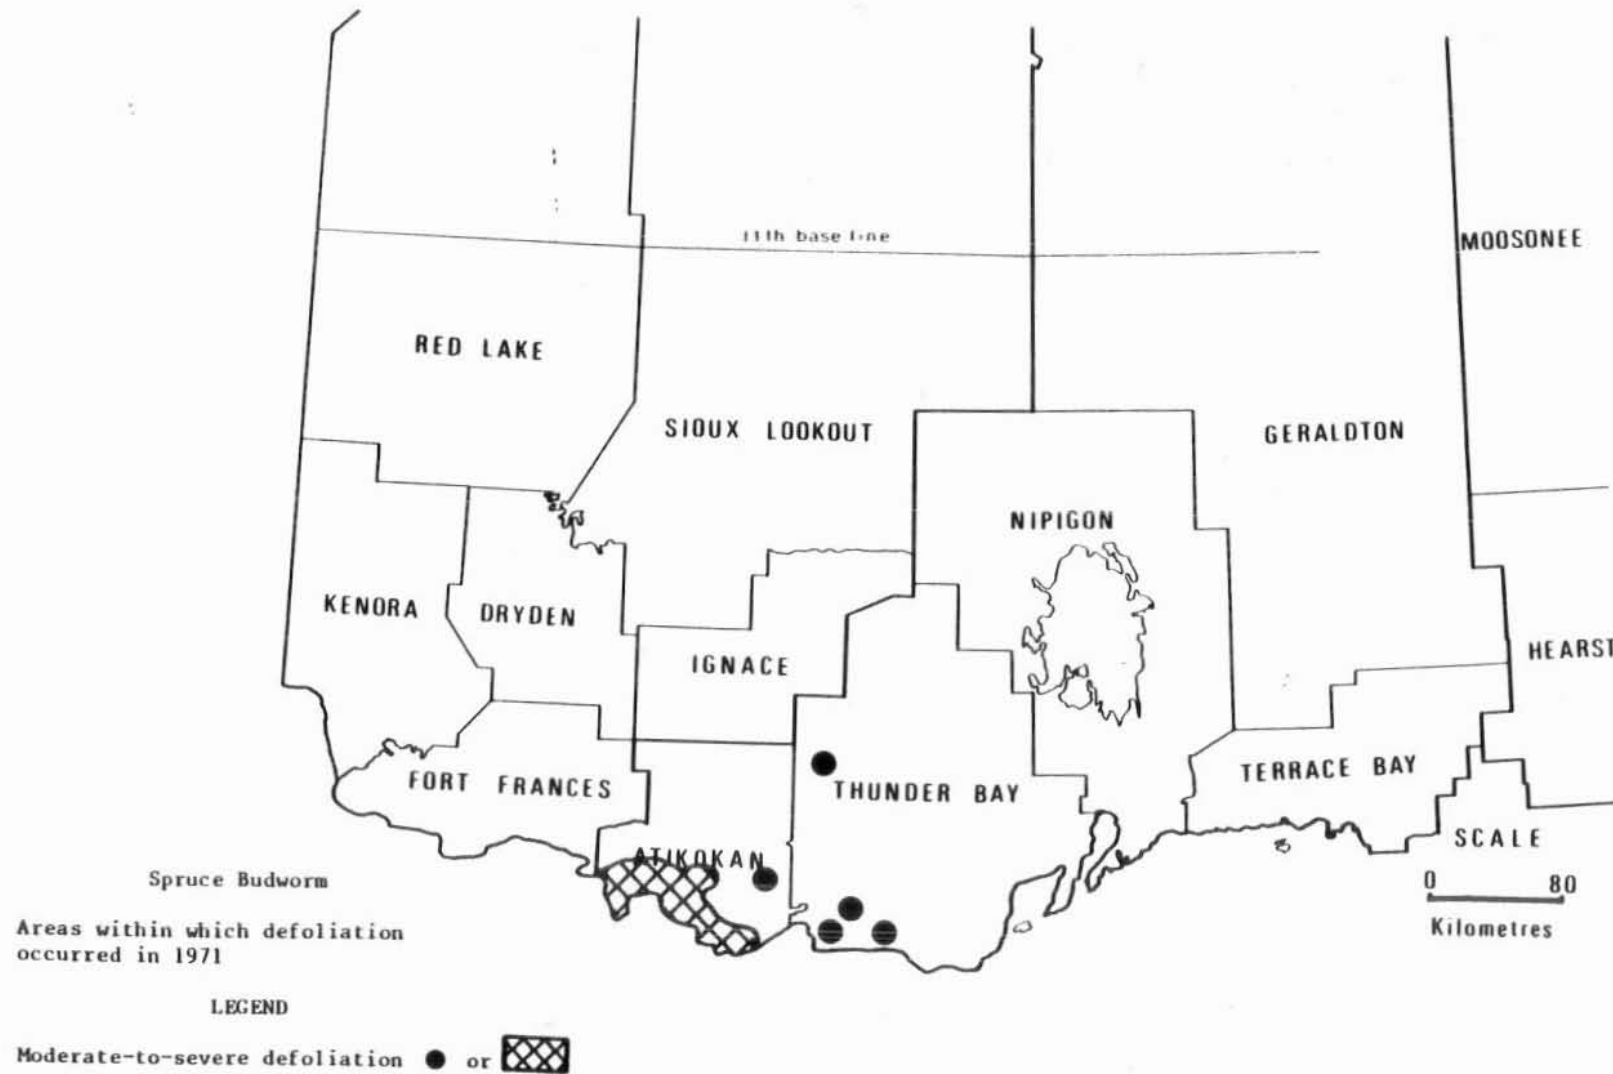 11th base line
MOOSONEE
RED LAKE
SIOUX LOOKOUT
GERALDTON
NIPIGON
KENORA
DRYDEN
IGNACE
HEARST
FORT FRANCES
THUNDER BAY
TERRACE BAY
ATIKOKAN
SCALE
0 80
Kilometres
Spruce Budworm
Areas within which defoliation
occurred in 1971
LEGEND
Moderate-to-severe defoliation or